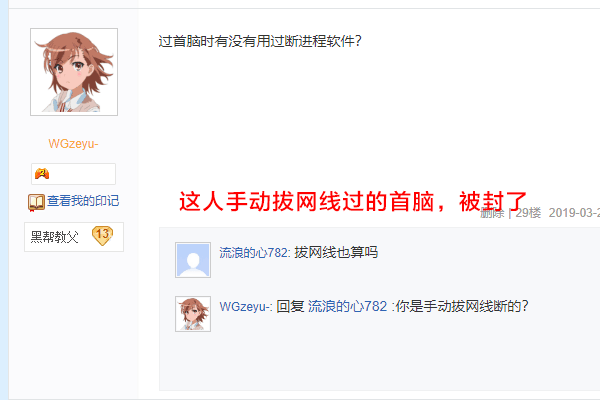 过首脑时有没有用过断进程软件?
WGzeyu-
2
查看我的印记
这人手动拔网线过的首脑，被封了
删除 | 29楼 2019-03-2
黑帮教父 13
流浪的心782: 拔网线也算吗
WGzeyu-: 回复 流浪的心782 :你是手动拔网线断的?